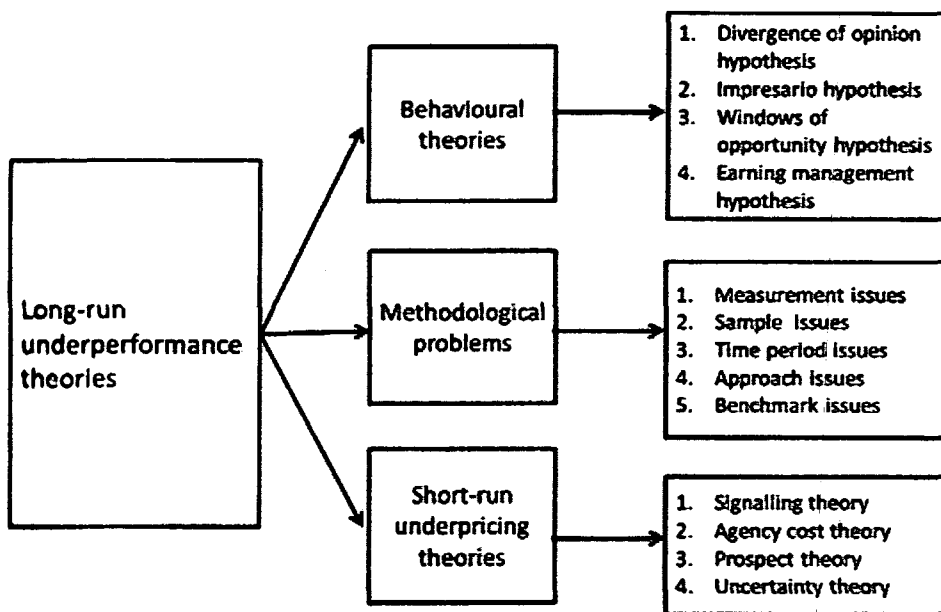 Long-run
underperformance
theories
Behavioural
theories
1. Divergence of opinion
hypothesis
2. Impresario hypothesis
3. Windows of
opportunity hypothesis
4. Earning management
hypothesis
Methodological
problems
1. Measurement issues
2. Sample issues
3. Time period issues
4. Approach issues
5. Benchmark issues
Short-run
underpricing
theories
1. Signalling theory
2. Agency cost theory
3. Prospect theory
4. Uncertainty theory